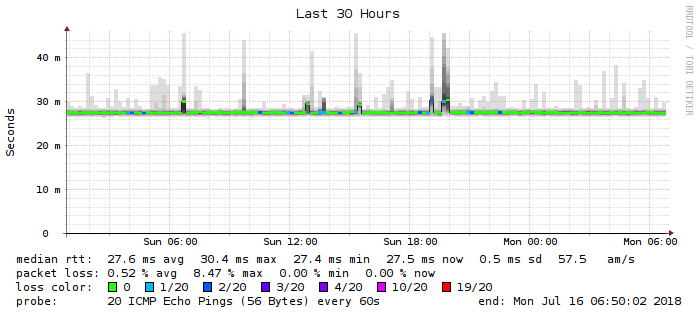 Last 30 Hours
RRDTOOL / TOBI OETIKER
Seconds
40 m
30 m
20 m
10 m
0
Sun 06:00 Sun 12:00 Sun 18:00 Mon 00:00 Mon 06:00
median rtt: 27.6 ms avg 30.4 ms max 27.4 ms min 27.5 ms now 0.5 ms sd 57.5 am/s
packet loss: 0.52 % avg 8.47 % max 0.00 % min 0.00 % now
loss color: 0 1/20 2/20 3/20 4/20 10/20 19/20
probe: 20 ICMP Echo Pings (56 Bytes) every 60s end: Mon Jul 16 06:50:02 2018